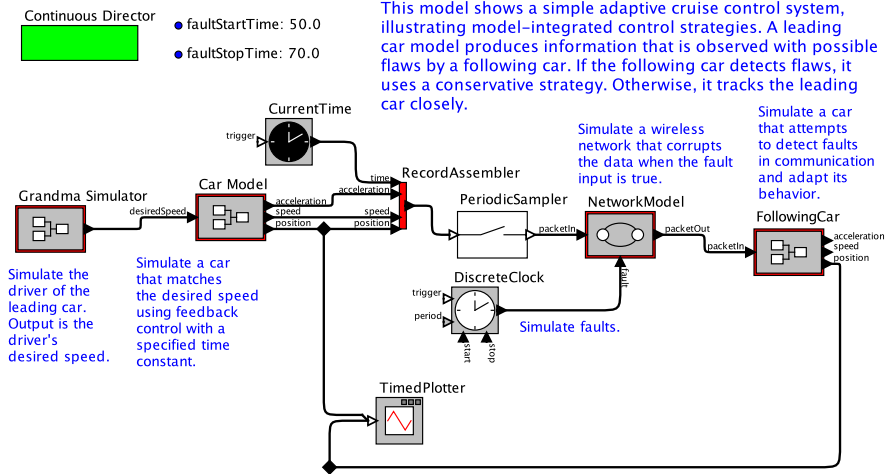 Continuous Director
faultStartTime: 50.0
faultStopTime: 70.0
This model shows a simple adaptive cruise control system,
illustrating model-integrated control strategies. A leading
car model produces information that is observed with possible
flaws by a following car. If the following car detects flaws, it
uses a conservative strategy. Otherwise, it tracks the leading
car closely.
CurrentTime
trigger
Simulate a wireless
network that corrupts
the data when the fault
input is true.
Simulate a car
that attempts
to detect faults
in communication
and adapt its
behavior.
Grandma Simulator
desiredSpeed
Car Model
acceleration
speed
position
RecordAssembler
time
acceleration
speed
position
PeriodicSampler
NetworkModel
packetIn
packetOut
fault
FollowingCar
packetIn
acceleration
speed
position
Simulate the
driver of the
leading car.
Output is the
driver's
desired speed.
Simulate a car
that matches
the desired speed
using feedback
control with a
specified time
constant.
DiscreteClock
trigger
period
start
stop
Simulate faults.
TimedPlotter